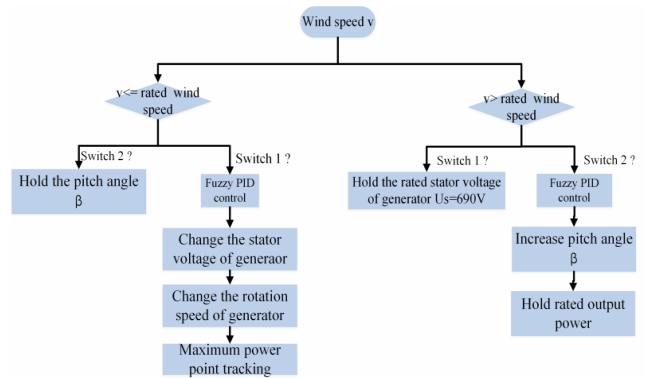 Wind speed v
v<= rated wind
speed
v> rated wind
speed
Switch 2 ?
Switch 1 ?
Switch 1 ?
Switch 2 ?
Hold the pitch angle
β
Fuzzy PID
control
Hold the rated stator voltage
of generator Us=690V
Fuzzy PID
control
Change the stator
voltage of generaor
Increase pitch angle
β
Change the rotation
speed of generator
Hold rated output
power
Maximum power
point tracking